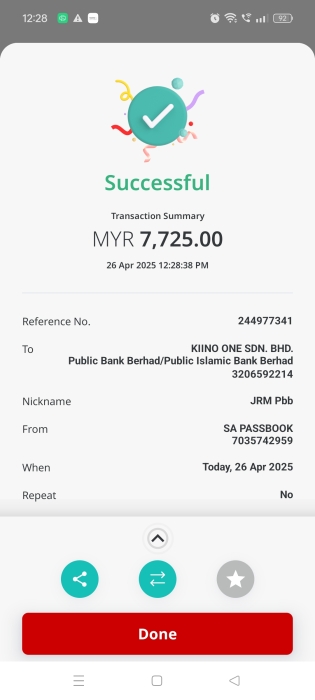 12:28
92
Successful
Transaction Summary
MYR 7,725.00
26 Apr 2025 12:28:38 PM
Reference No. 244977341
To KIINO ONE SDN. BHD.
Public Bank Berhad/Public Islamic Bank Berhad
3206592214
Nickname JRM Pbb
From SA PASSBOOK
7035742959
When Today, 26 Apr 2025
Repeat No
Done